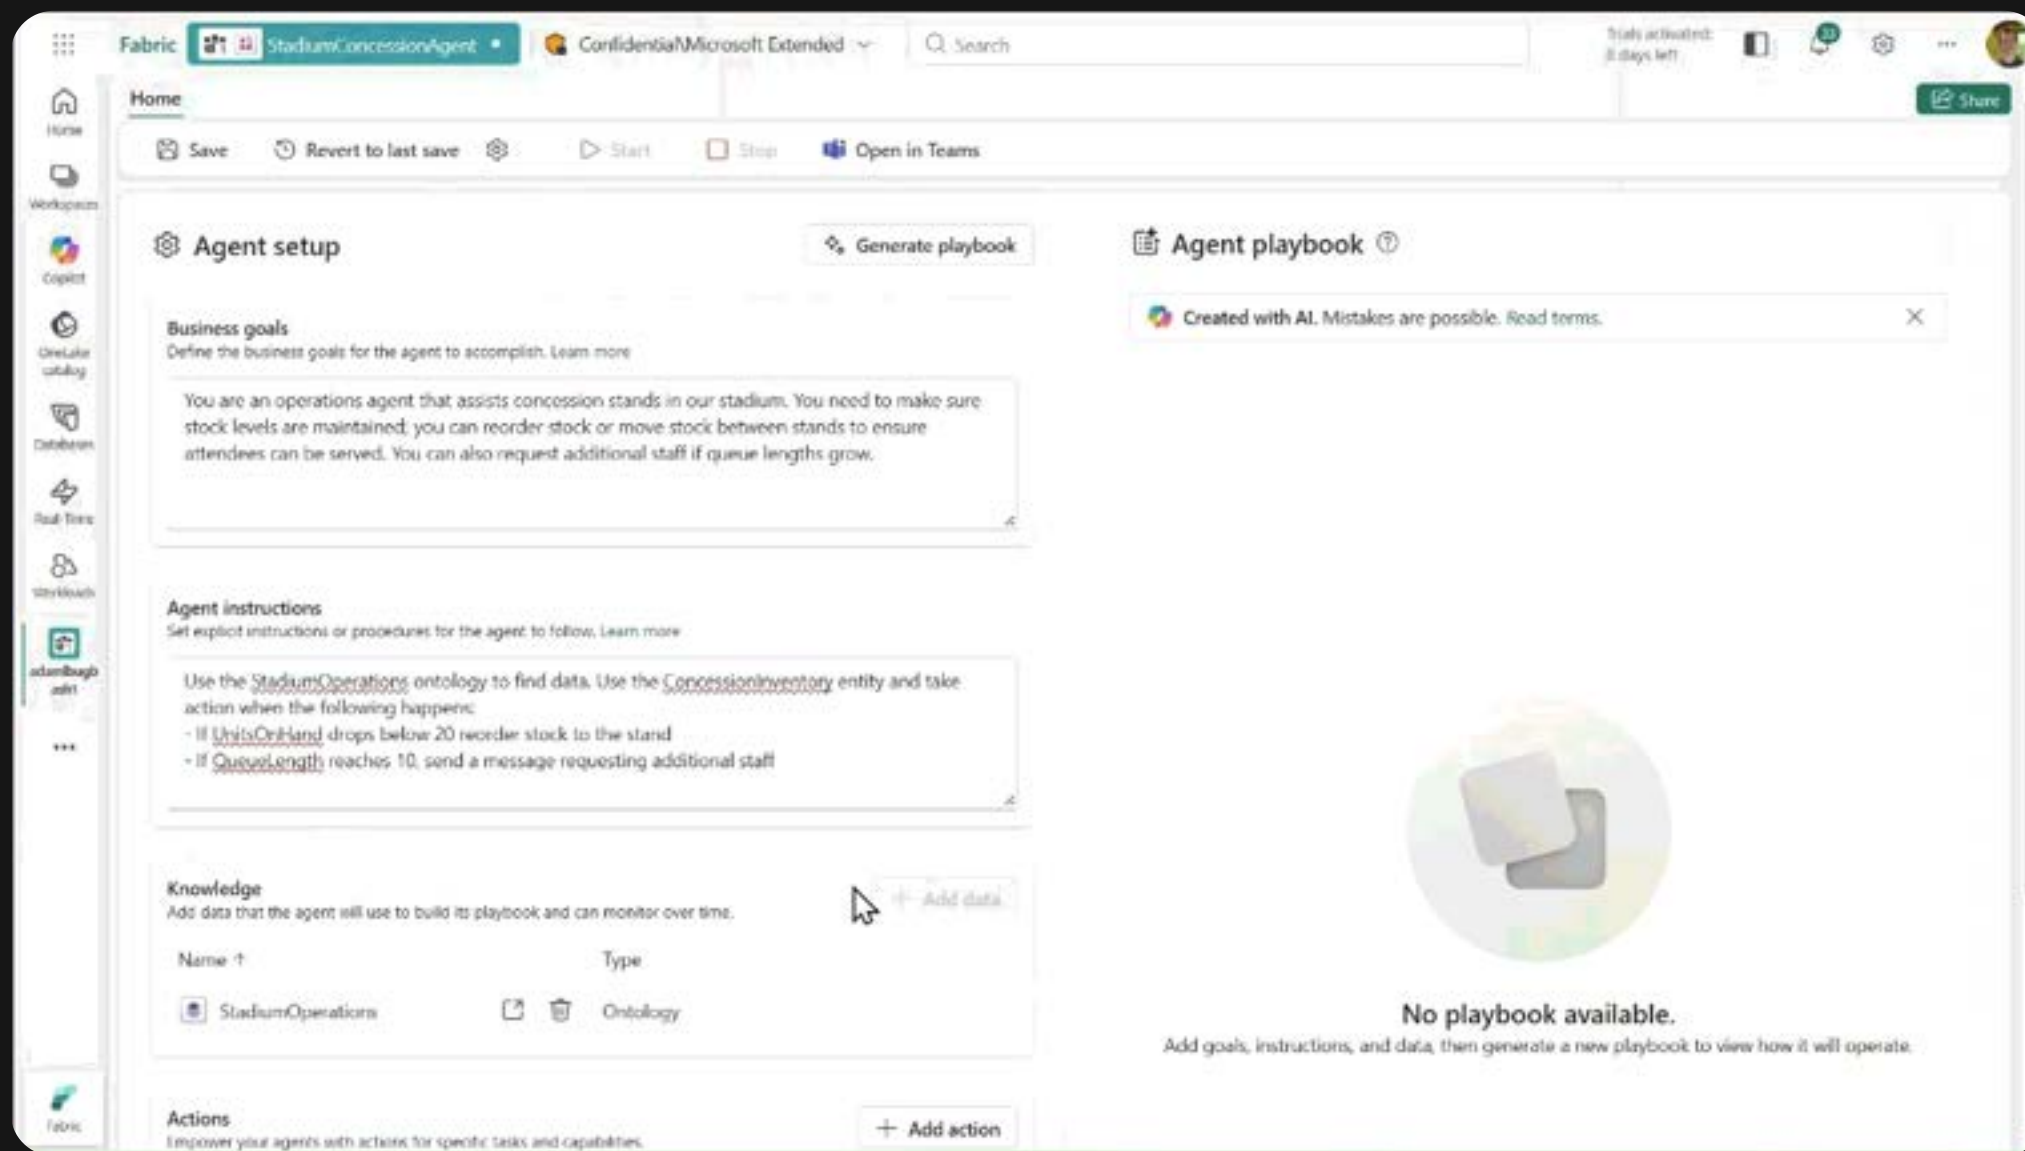 Fabric StadiumConcessionAgent Confidential\Microsoft Extended Search Trials activated: 8 days left
Home
Share
Home
Save Revert to last save Start Stop Open in Teams
Workspaces
Copilot
OneLake catalog
Databases
Real-Time
Workloads
Fabric
Agent setup
Generate playbook
Business goals
Define the business goals for the agent to accomplish. Learn more
You are an operations agent that assists concession stands in our stadium. You need to make sure
stock levels are maintained; you can reorder stock or move stock between stands to ensure
attendees can be served. You can also request additional staff if queue lengths grow.
Agent instructions
Set explicit instructions or procedures for the agent to follow. Learn more
Use the StadiumOperations ontology to find data. Use the ConcessionInventory entity and take
action when the following happens:
- If UnitsOnHand drops below 20 reorder stock to the stand
- If QueueLength reaches 10, send a message requesting additional staff
Knowledge
+ Add data
Add data that the agent will use to build its playbook and can monitor over time.
Name ↑ Type
StadiumOperations Ontology
Actions
+ Add action
Empower your agents with actions for specific tasks and capabilities.
Agent playbook
Created with AI. Mistakes are possible. Read terms.
No playbook available.
Add goals, instructions, and data, then generate a new playbook to view how it will operate.